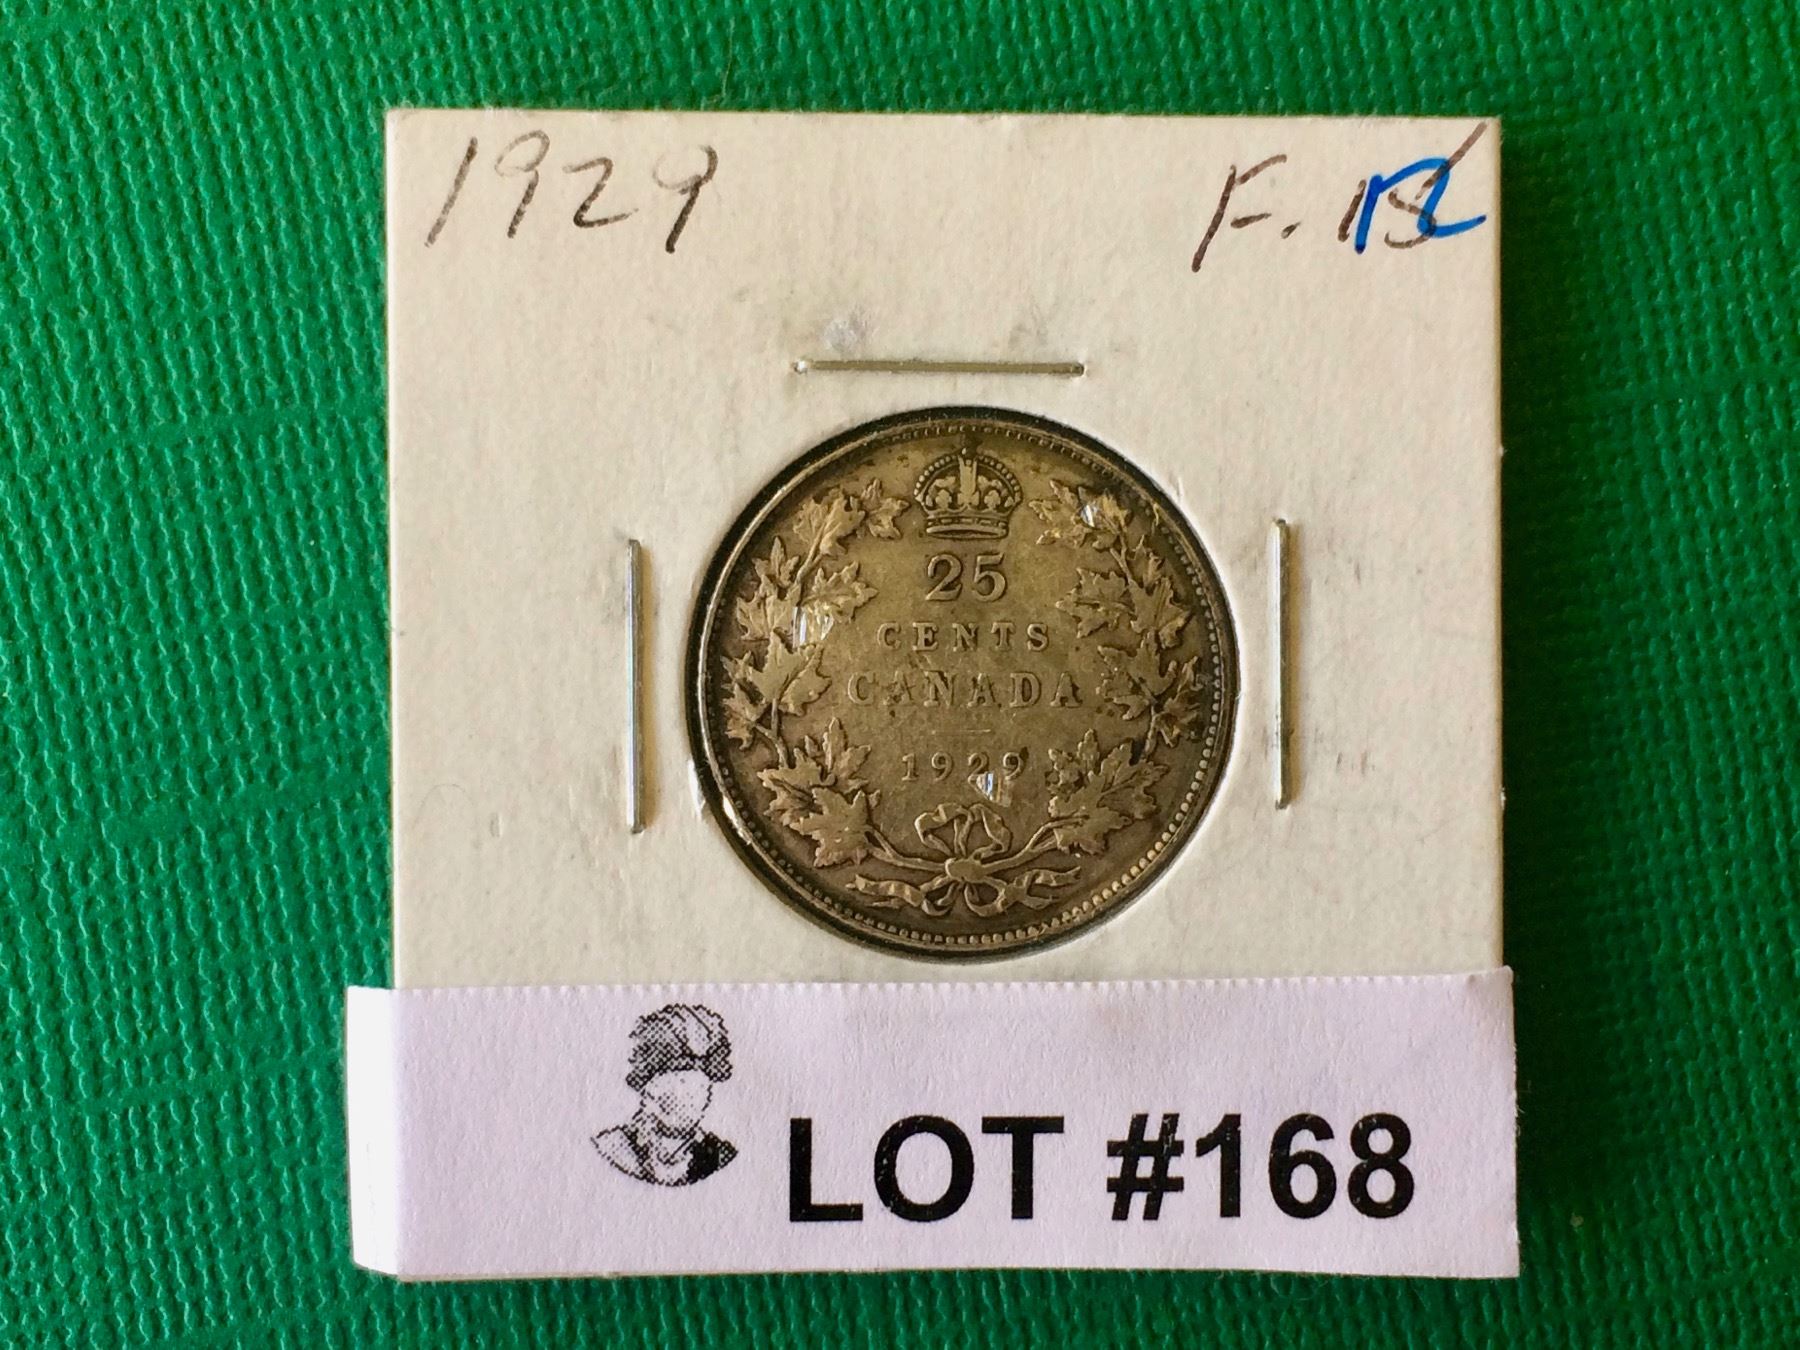 1929 F.
25
CENTS
CANADA
1929
LOT #168